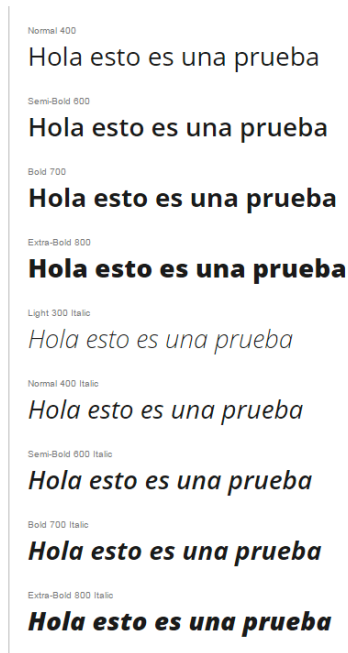 Normal 400
Hola esto es una prueba
Semi-Bold 600
Hola esto es una prueba
Bold 700
Hola esto es una prueba
Extra-Bold 800
Hola esto es una prueba
Light 300 Italic
Hola esto es una prueba
Normal 400 Italic
Hola esto es una prueba
Semi-Bold 600 Italic
Hola esto es una prueba
Bold 700 Italic
Hola esto es una prueba
Extra-Bold 800 Italic
Hola esto es una prueba